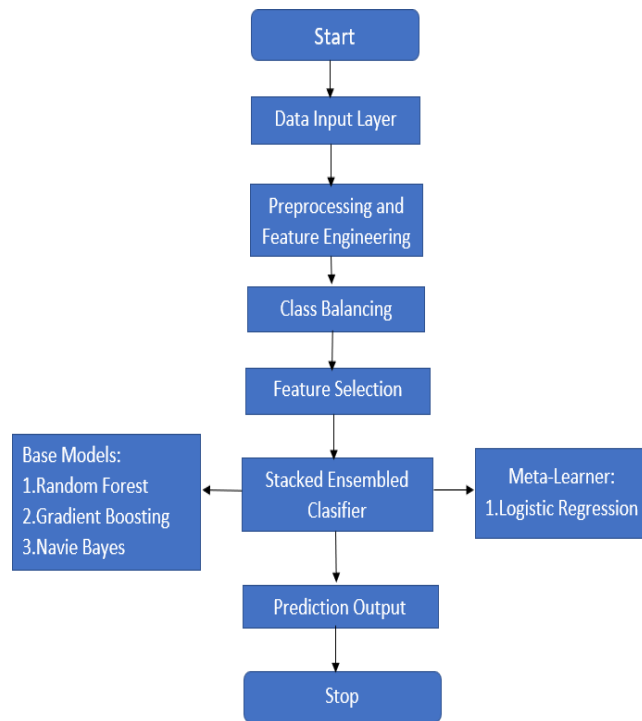 Start
Data Input Layer
Preprocessing and
Feature Engineering
Class Balancing
Feature Selection
Base Models:
1.Random Forest
2.Gradient Boosting
3.Navie Bayes
Stacked Ensembled
Clasifier
Meta-Learner:
1.Logistic Regression
Prediction Output
Stop